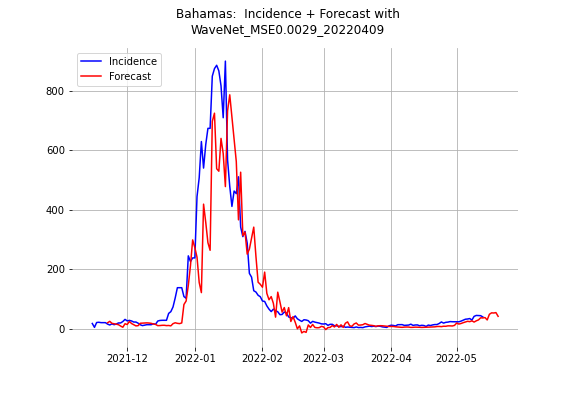 Bahamas:  Incidence + Forecast with
WaveNet_MSE0.0029_20220409
Incidence
Forecast
800
600
400
200
0
2021-12
2022-01
2022-02
2022-03
2022-04
2022-05